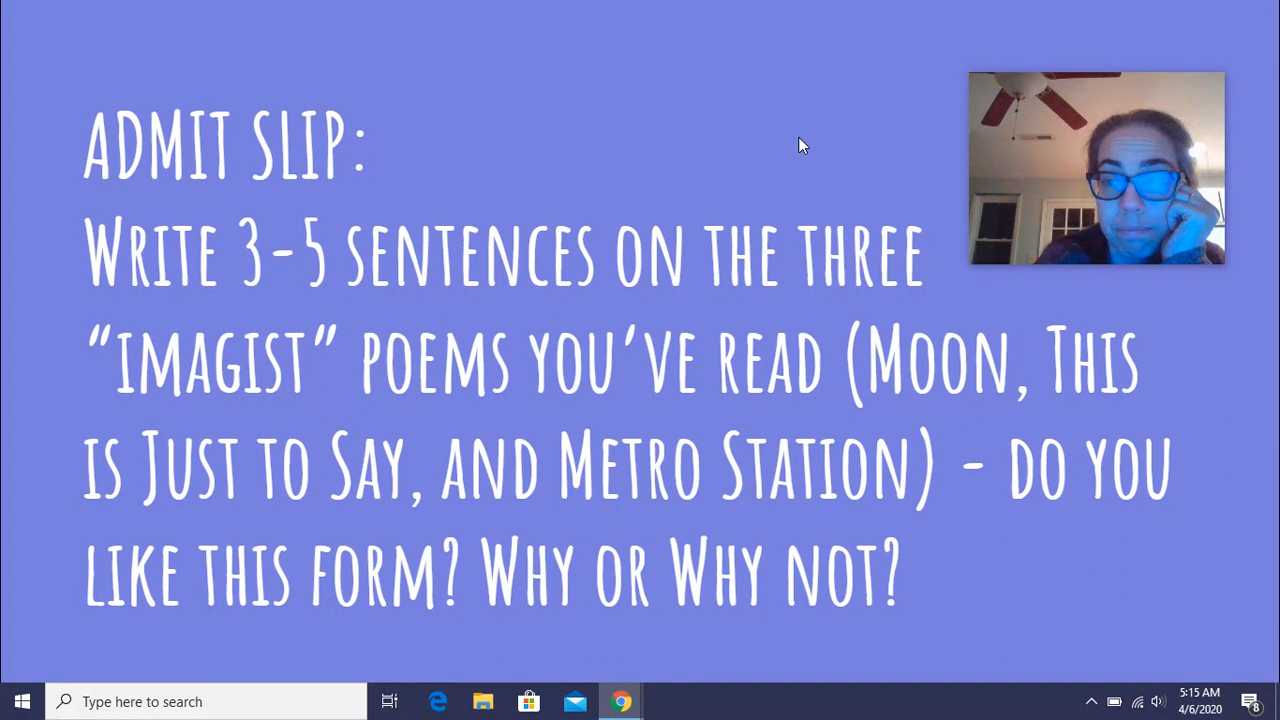 ADMIT SLIP:
WRITE 3-5 SENTENCES ON THE THREE
“IMAGIST” POEMS YOU’VE READ (MOON, THIS
IS JUST TO SAY, AND METRO STATION) - DO YOU
LIKE THIS FORM? WHY OR WHY NOT?
Type here to search
5:15 AM
4/6/2020
8